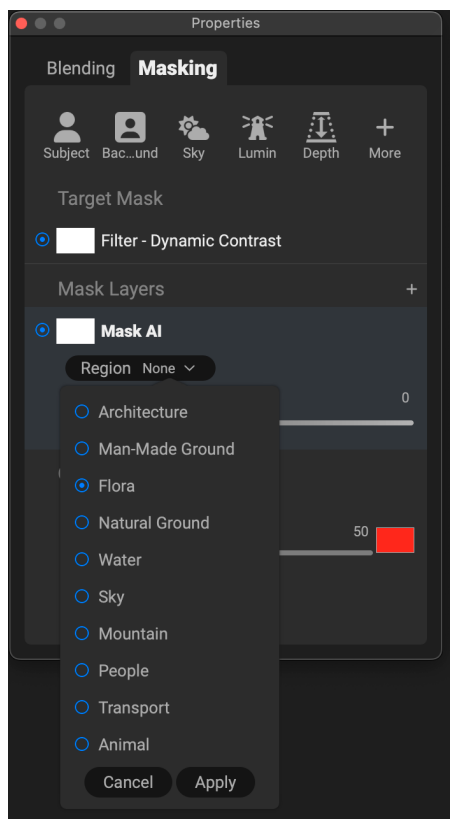 Properties
Blending Masking
Subject Bac...und Sky Lumin Depth More
Target Mask
Filter - Dynamic Contrast
Mask Layers +
Mask AI
Region None
0
Architecture
Man-Made Ground
Flora
Natural Ground
50
Water
Sky
Mountain
People
Transport
Animal
Cancel Apply